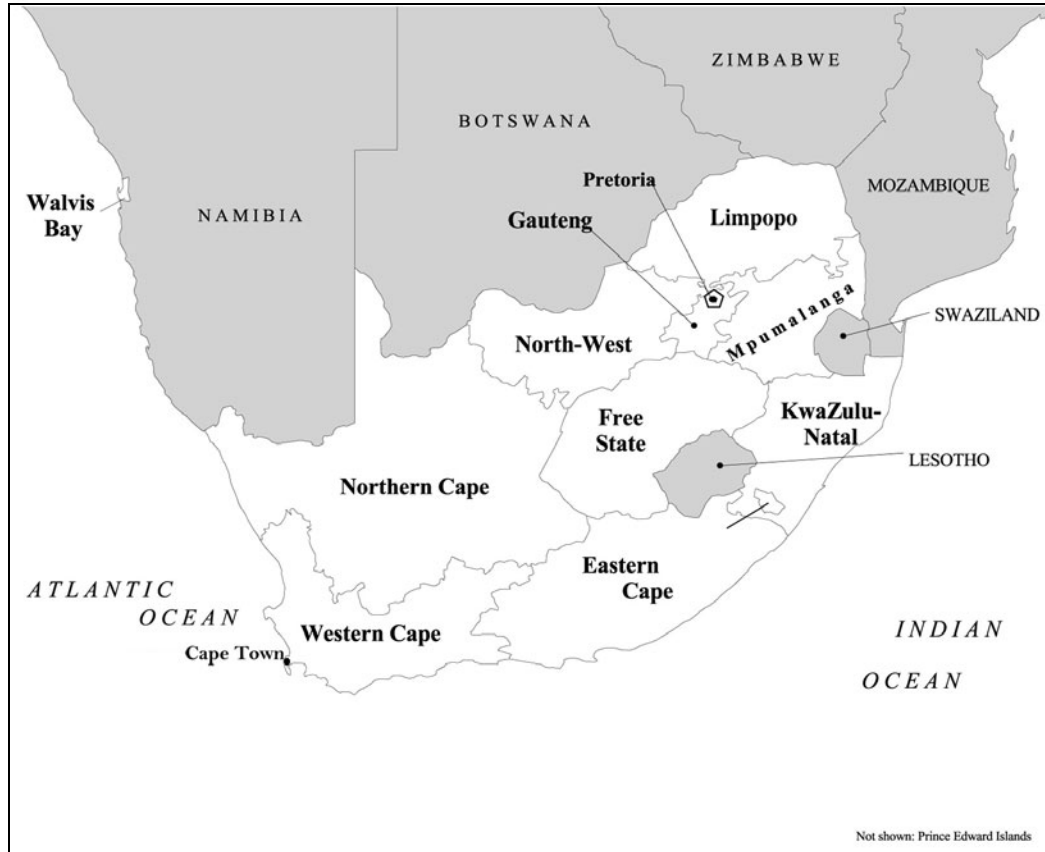 ZIMBABWE
BOTSWANA
Pretoria
MOZAMBIQUE
Walvis
Bay
NAMIBIA
Gauteng
Limpopo
Mpumalanga
SWAZILAND
North-West
Free
State
KwaZulu-
Natal
LESOTHO
Northern Cape
Eastern
Cape
ATLANTIC
OCEAN
Western Cape
Cape Town
INDIAN
OCEAN
Not shown: Prince Edward Islands